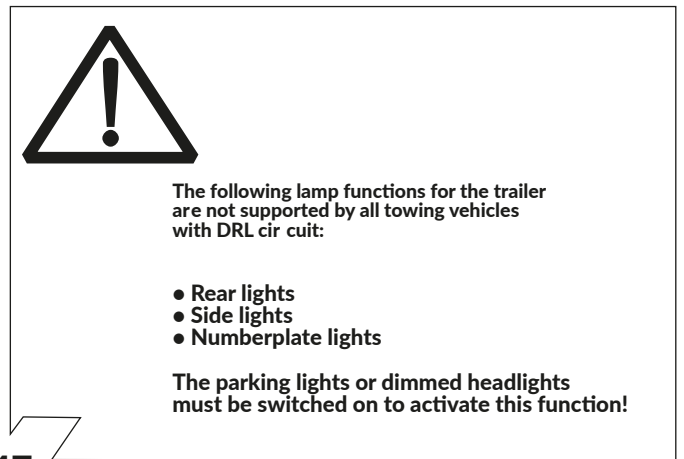 The following lamp functions for the trailer
are not supported by all towing vehicles
with DRL cir cuit:
● Rear lights
● Side lights
● Numberplate lights
The parking lights or dimmed headlights
must be switched on to activate this function!